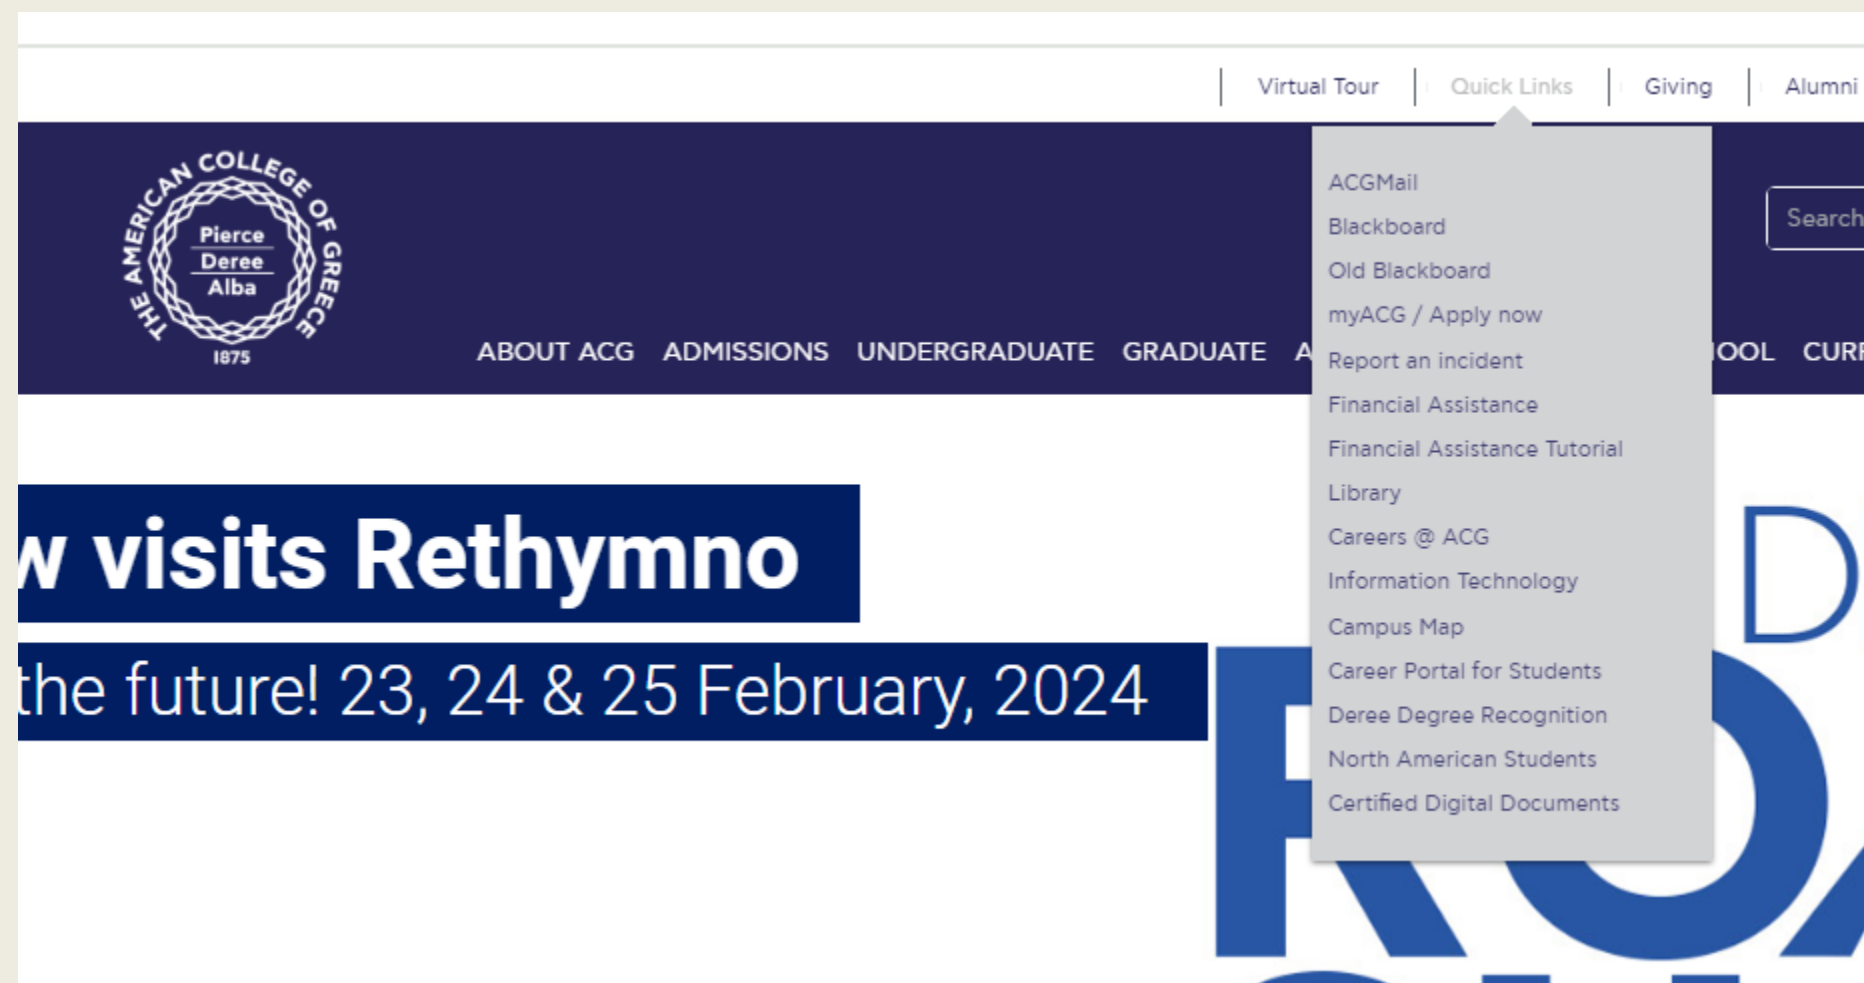 Virtual Tour
Quick Links
Giving
Alumni
THE AMERICAN COLLEGE OF GREECE
Pierce
Deree
Alba
1875
Search
ABOUT ACG ADMISSIONS UNDERGRADUATE GRADUATE
ACGMail
Blackboard
Old Blackboard
myACG / Apply now
Report an incident
Financial Assistance
Financial Assistance Tutorial
Library
Careers @ ACG
Information Technology
Campus Map
Career Portal for Students
Deree Degree Recognition
North American Students
Certified Digital Documents
visits Rethymno
the future! 23, 24 & 25 February, 2024